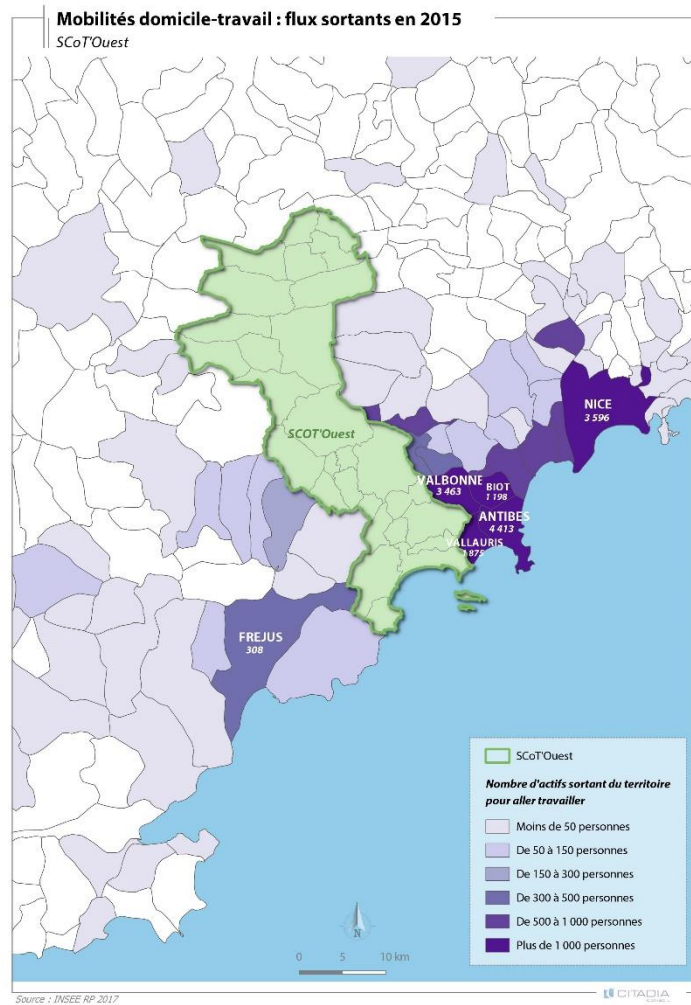 Mobilités domicile-travail : flux sortants en 2015
SCoT'Ouest
NICE
3 596
SCOT'Ouest
VALBONNE
3 463
BIOT
1 198
ANTIBES
4 413
VALLAURIS
1 875
FREJUS
308
SCoT'Ouest
Nombre d'actifs sortant du territoire
pour aller travailler
Moins de 50 personnes
De 50 à 150 personnes
De 150 à 300 personnes
De 300 à 500 personnes
De 500 à 1 000 personnes
Plus de 1 000 personnes
N
0 5 10 km
Source : INSEE RP 2017
CITADIA